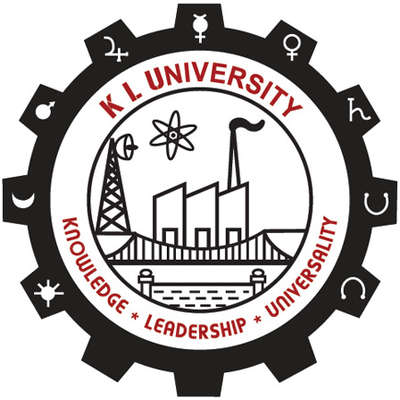 K L UNIVERSITY
KNOWLEDGE * LEADERSHIP * UNIVERSALITY